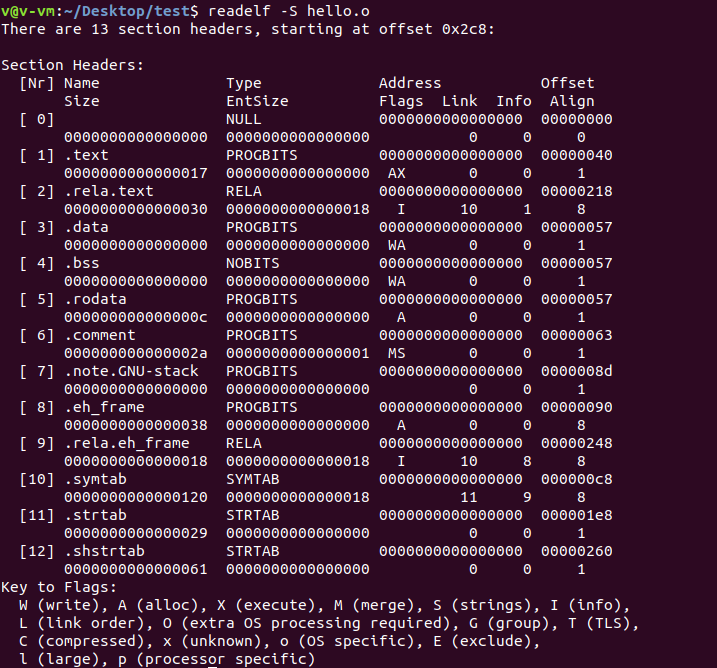 v@v-vm:~/Desktop/test$ readelf -S hello.o
There are 13 section headers, starting at offset 0x2c8:

Section Headers:
  [Nr] Name              Type             Address           Offset
       Size              EntSize          Flags  Link  Info  Align
  [ 0]                   NULL             0000000000000000  00000000
       0000000000000000  0000000000000000           0     0     0
  [ 1] .text             PROGBITS         0000000000000000  00000040
       0000000000000017  0000000000000000  AX       0     0     1
  [ 2] .rela.text        RELA             0000000000000000  00000218
       0000000000000030  0000000000000018   I      10     1     8
  [ 3] .data             PROGBITS         0000000000000000  00000057
       0000000000000000  0000000000000000  WA       0     0     1
  [ 4] .bss              NOBITS           0000000000000000  00000057
       0000000000000000  0000000000000000  WA       0     0     1
  [ 5] .rodata           PROGBITS         0000000000000000  00000057
       000000000000000c  0000000000000000   A       0     0     1
  [ 6] .comment          PROGBITS         0000000000000000  00000063
       000000000000002a  0000000000000001  MS       0     0     1
  [ 7] .note.GNU-stack   PROGBITS         0000000000000000  0000008d
       0000000000000000  0000000000000000           0     0     1
  [ 8] .eh_frame         PROGBITS         0000000000000000  00000090
       0000000000000038  0000000000000000   A       0     0     8
  [ 9] .rela.eh_frame    RELA             0000000000000000  00000248
       0000000000000018  0000000000000018   I      10     8     8
  [10] .symtab           SYMTAB           0000000000000000  000000c8
       0000000000000120  0000000000000018          11     9     8
  [11] .strtab           STRTAB           0000000000000000  000001e8
       0000000000000029  0000000000000000           0     0     1
  [12] .shstrtab         STRTAB           0000000000000000  00000260
       0000000000000061  0000000000000000           0     0     1
Key to Flags:
  W (write), A (alloc), X (execute), M (merge), S (strings), I (info),
  L (link order), O (extra OS processing required), G (group), T (TLS),
  C (compressed), x (unknown), o (OS specific), E (exclude),
  l (large), p (processor specific)